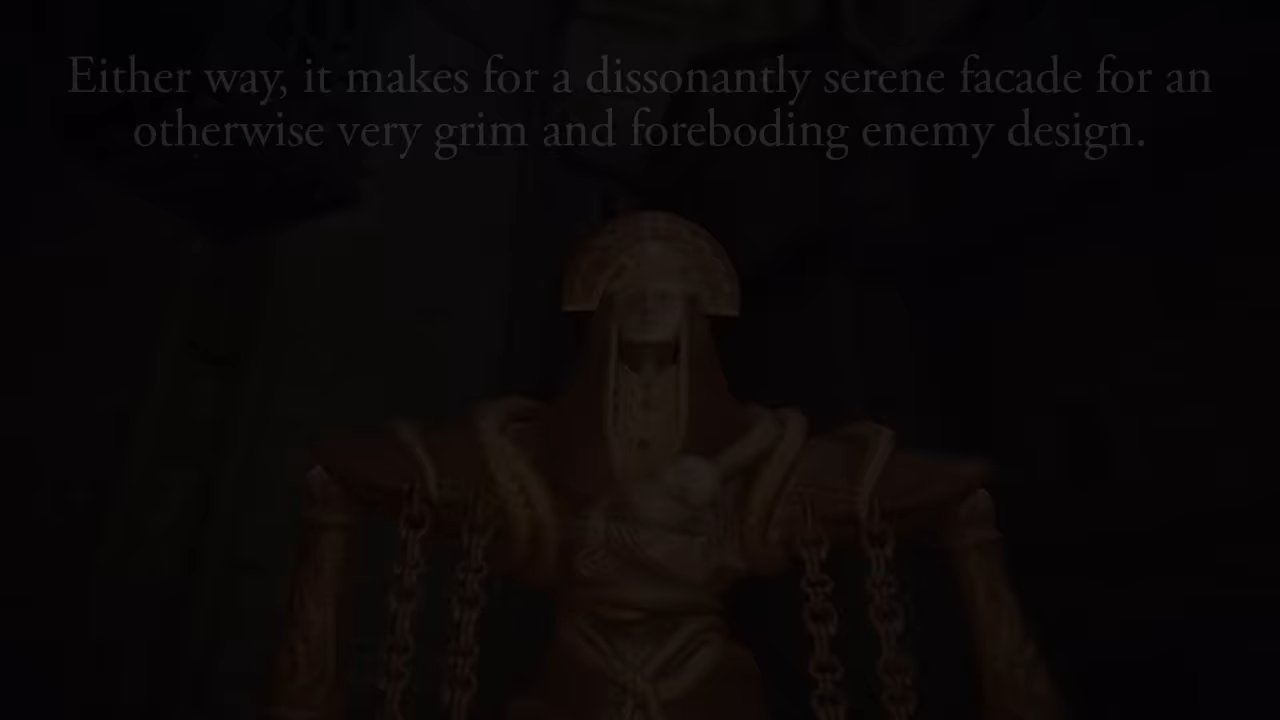 Either way, it makes for a dissonantly serene facade for an
otherwise very grim and foreboding enemy design.